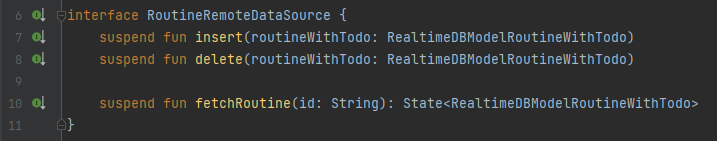 6 interface RoutineRemoteDataSource {
7     suspend fun insert(routineWithTodo: RealtimeDBModelRoutineWithTodo)
8     suspend fun delete(routineWithTodo: RealtimeDBModelRoutineWithTodo)
9
10     suspend fun fetchRoutine(id: String): State<RealtimeDBModelRoutineWithTodo>
11 }